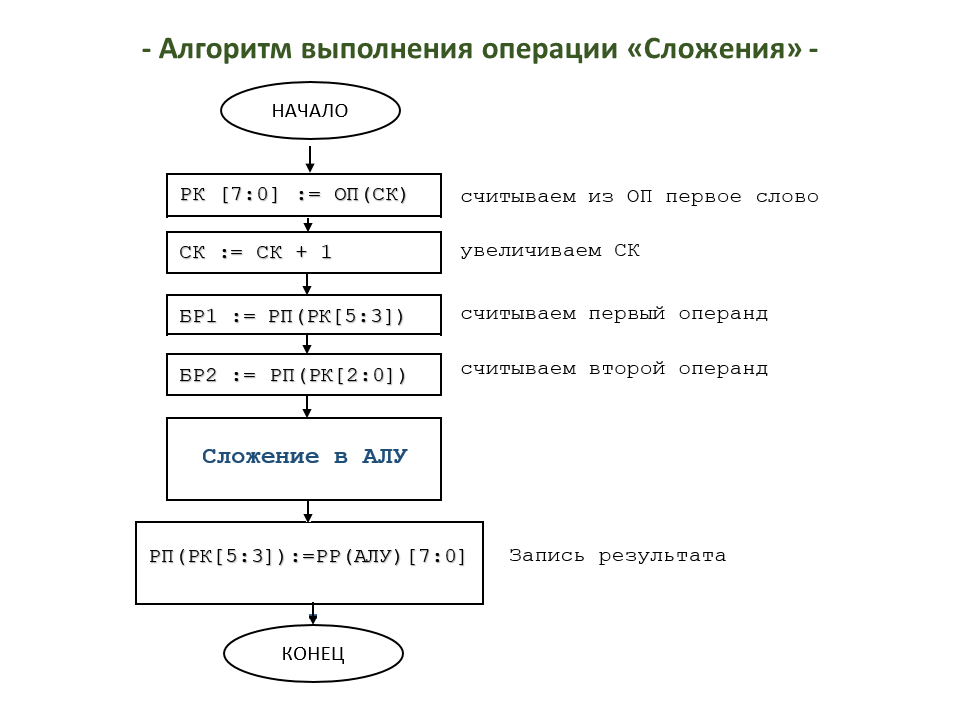 - Алгоритм выполнения операции «Сложения» -
НАЧАЛО
РК [7:0] := ОП(СК)
считываем из ОП первое слово
СК := СК + 1
увеличиваем СК
БР1 := РП(РК[5:3])
считываем первый операнд
БР2 := РП(РК[2:0])
считываем второй операнд
Сложение в АЛУ
РП(РК[5:3]):=РР(АЛУ)[7:0]
Запись результата
КОНЕЦ